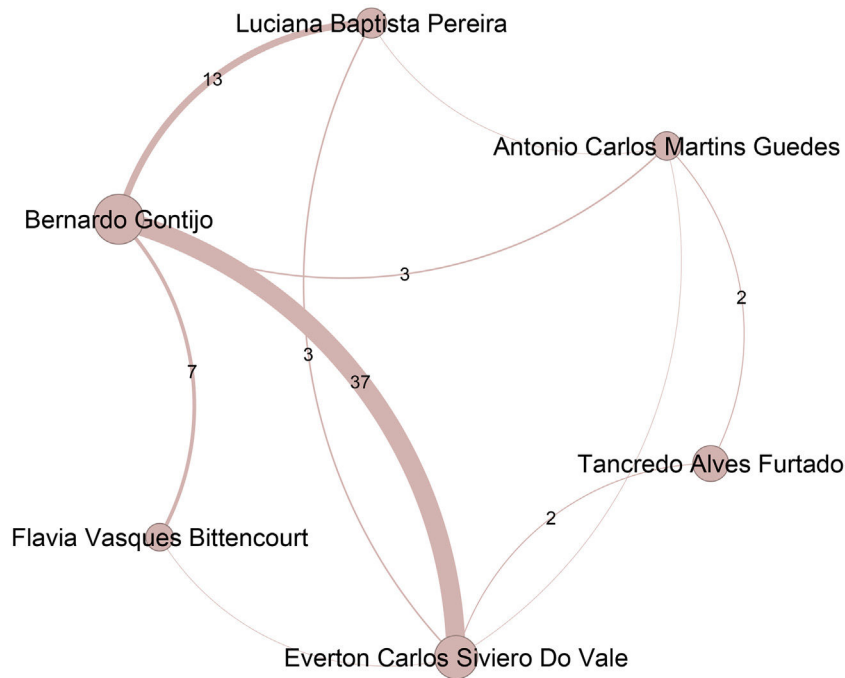 Luciana Baptista Pereira
13
Antonio Carlos Martins Guedes
Bernardo Gontijo
3
2
3
7
37
Tancredo Alves Furtado
2
Flavia Vasques Bittencourt
Everton Carlos Siviero Do Vale